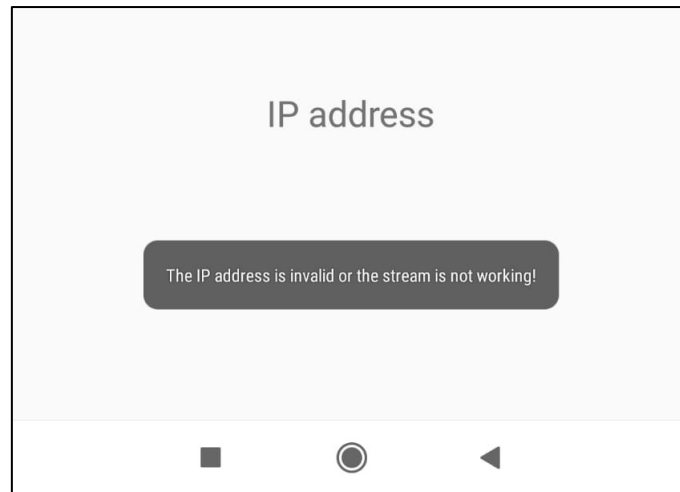 IP address
The IP address is invalid or the stream is not working!